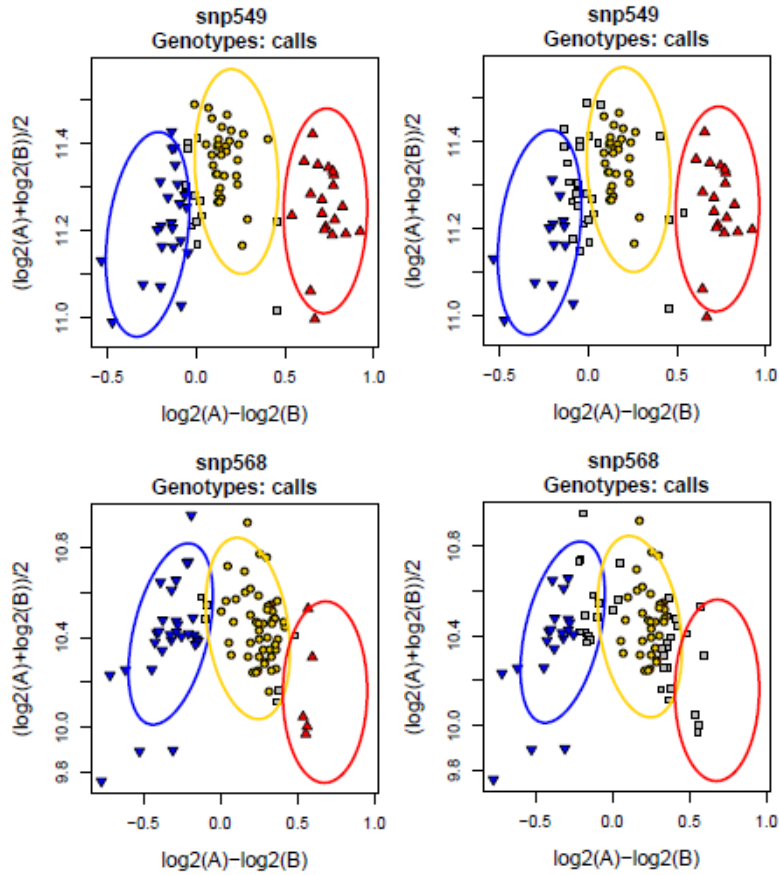 snp549
Genotypes: calls
(log2(A)+log2(B))/2
11.4
11.2
11.0
−0.5 0.0 0.5 1.0
log2(A)−log2(B)
snp549
Genotypes: calls
(log2(A)+log2(B))/2
11.4
11.2
11.0
−0.5 0.0 0.5 1.0
log2(A)−log2(B)
snp568
Genotypes: calls
(log2(A)+log2(B))/2
10.8
10.4
10.0
9.8
−0.5 0.0 0.5 1.0
log2(A)−log2(B)
snp568
Genotypes: calls
(log2(A)+log2(B))/2
10.8
10.4
10.0
9.8
−0.5 0.0 0.5 1.0
log2(A)−log2(B)